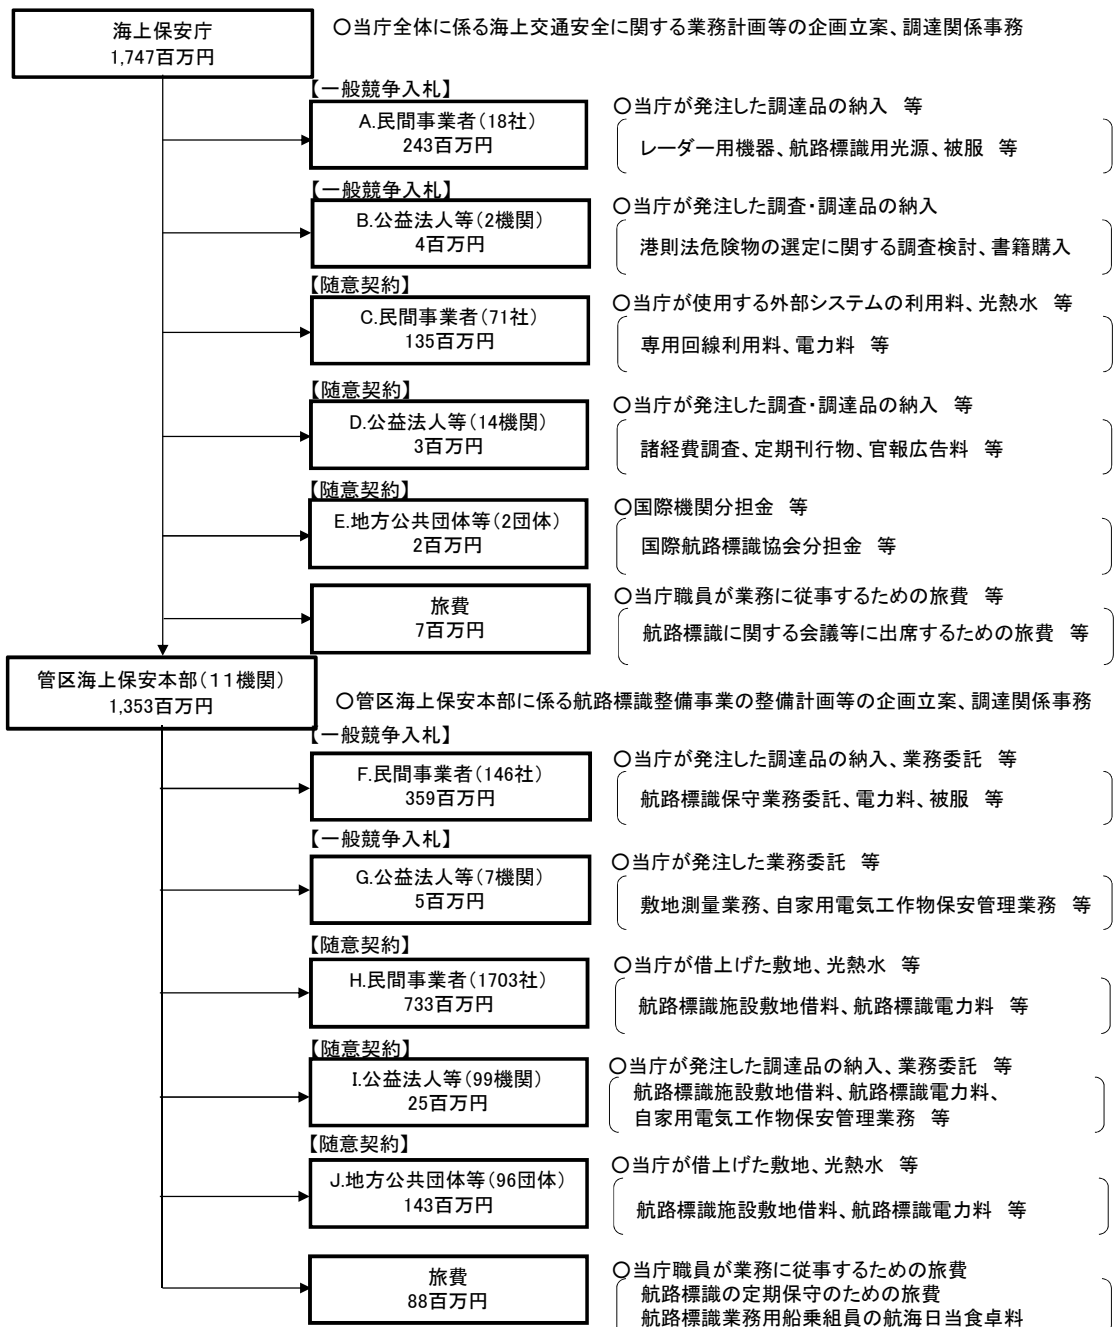 海上保安庁
1,747百万円
○当庁全体に係る海上交通安全に関する業務計画等の企画立案、調達関係事務
【一般競争入札】
A.民間事業者(18社)
243百万円
○当庁が発注した調達品の納入 等
レーダー用機器、航路標識用光源、被服 等
【一般競争入札】
B.公益法人等(2機関)
4百万円
○当庁が発注した調査・調達品の納入
港則法危険物の選定に関する調査検討、書籍購入
【随意契約】
C.民間事業者(71社)
135百万円
○当庁が使用する外部システムの利用料、光熱水 等
専用回線利用料、電力料 等
【随意契約】
D.公益法人等(14機関)
3百万円
○当庁が発注した調査・調達品の納入 等
諸経費調査、定期刊行物、官報広告料 等
【随意契約】
E.地方公共団体等(2団体)
2百万円
○国際機関分担金 等
国際航路標識協会分担金 等
旅費
7百万円
○当庁職員が業務に従事するための旅費 等
航路標識に関する会議等に出席するための旅費 等
管区海上保安本部(11機関)
1,353百万円
○管区海上保安本部に係る航路標識整備事業の整備計画等の企画立案、調達関係事務
【一般競争入札】
F.民間事業者(146社)
359百万円
○当庁が発注した調達品の納入、業務委託 等
航路標識保守業務委託、電力料、被服 等
【一般競争入札】
G.公益法人等(7機関)
5百万円
○当庁が発注した業務委託 等
敷地測量業務、自家用電気工作物保安管理業務 等
【随意契約】
H.民間事業者(1703社)
733百万円
○当庁が借上げた敷地、光熱水 等
航路標識施設敷地借料、航路標識電力料 等
【随意契約】
I.公益法人等(99機関)
25百万円
○当庁が発注した調達品の納入、業務委託 等
航路標識施設敷地借料、航路標識電力料、
自家用電気工作物保安管理業務 等
【随意契約】
J.地方公共団体等(96団体)
143百万円
○当庁が借上げた敷地、光熱水 等
航路標識施設敷地借料、航路標識電力料 等
旅費
88百万円
○当庁職員が業務に従事するための旅費
航路標識の定期保守のための旅費
航路標識業務用船乗組員の航海日当食卓料